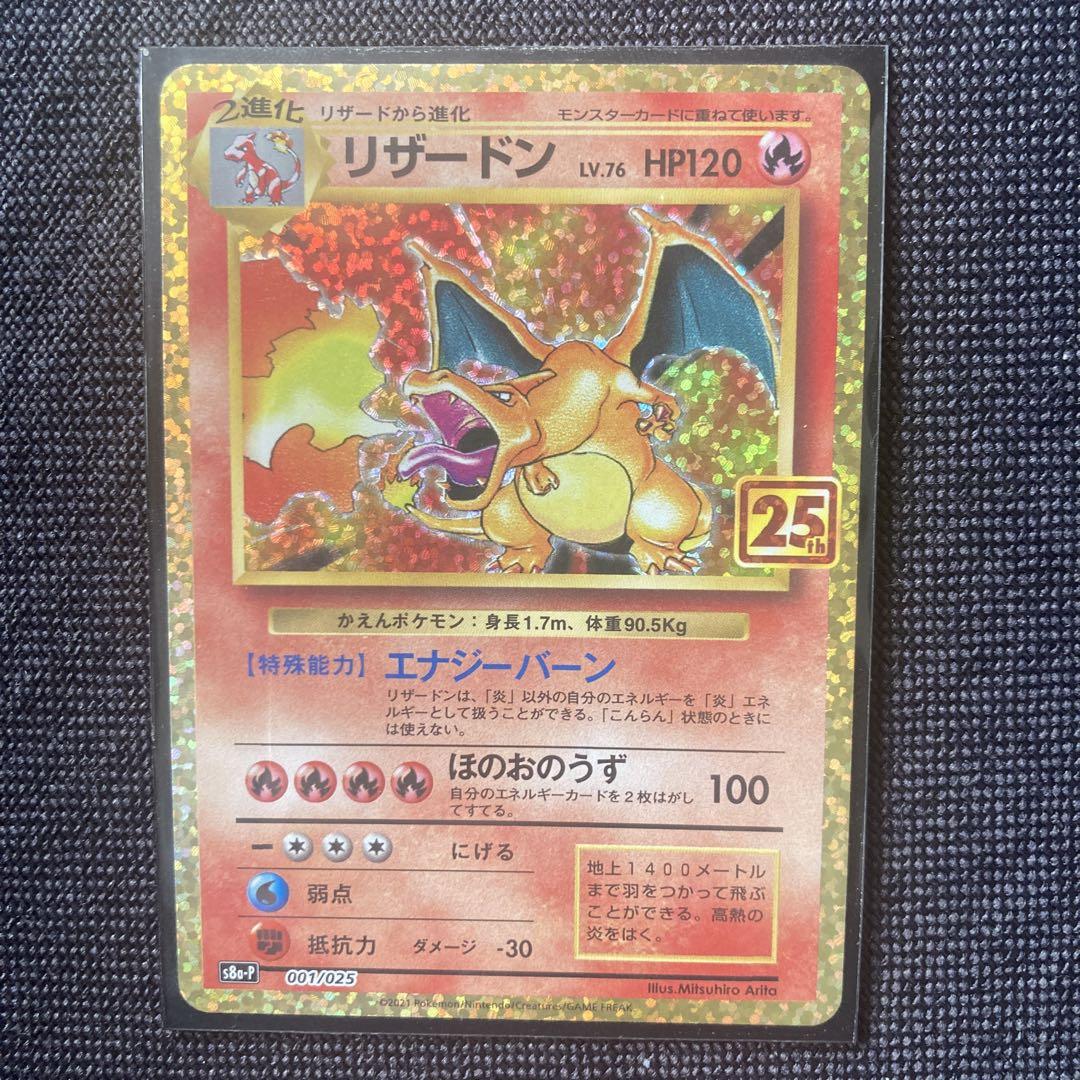 2進化 リザードから進化 モンスターカードに重ねて使います。
リザードン LV.76 HP120
25th
かえんポケモン：身長1.7m、体重90.5Kg
【特殊能力】 エナジーバーン
リザードンは、「炎」以外の自分のエネルギーを「炎」エネ
ルギーとして扱うことができる。「こんらん」状態のときに
は使えない。
ほのおのうず 100
自分のエネルギーカードを2枚はがし
てすてる。
ー にげる
弱点
抵抗力 ダメージ -30
地上1400メートル
まで羽をつかって飛ぶ
ことができる。高熱の
炎をはく。
s8a-P 001/025
Illus.Mitsuhiro Arita
©2021 Pokémon/Nintendo/Creatures/GAME FREAK.